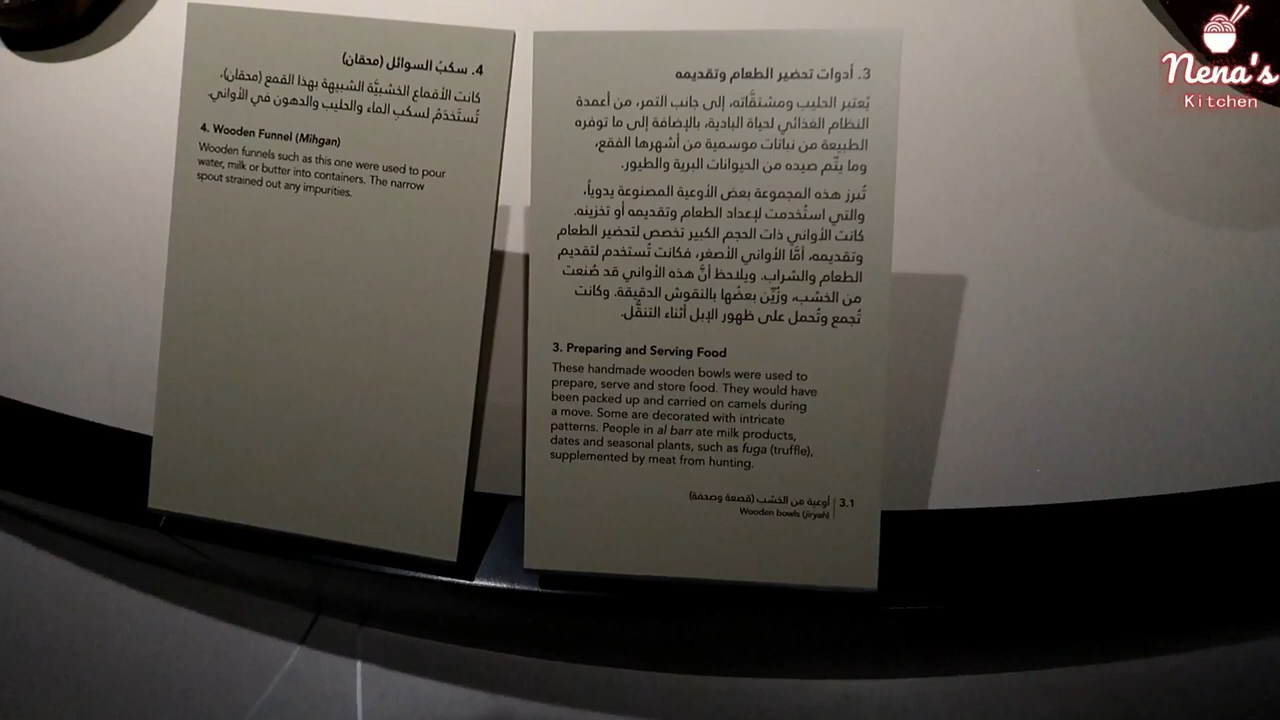 4. سكبُ السوائل (محقان)
كانت الأقماع الخشبيَّة الشبيهة بهذا القمع (محقان)،
تُستَخدَمُ لسكبِ الماء والحليب والدهون في الأواني.
4. Wooden Funnel (Mihgan)
Wooden funnels such as this one were used to pour
water, milk or butter into containers. The narrow
spout strained out any impurities.
3. أدوات تحضير الطعام وتقديمه
يُعتبر الحليب ومشتقَّاته، إلى جانب التمر، من أعمدة
النظام الغذائي لحياة البادية، بالإضافة إلى ما توفره
الطبيعة من نباتات موسمية من أشهرها الفقع،
وما يتّم صيده من الحيوانات البرية والطيور.
تُبرز هذه المجموعة بعض الأوعية المصنوعة يدوياً،
والتي استُخدمت لإعداد الطعام وتقديمه أو تخزينه.
كانت الأواني ذات الحجم الكبير تخصص لتحضير الطعام
وتقديمه، أمَّا الأواني الأصغر، فكانت تُستخدم لتقديم
الطعام والشراب. ويلاحظ أنَّ هذه الأواني قد صُنعت
من الخشب، وزُيِّن بعضُها بالنقوش الدقيقة. وكانت
تُجمع وتُحمل على ظهور الإبل أثناء التنقُّل.
3. Preparing and Serving Food
These handmade wooden bowls were used to
prepare, serve and store food. They would have
been packed up and carried on camels during
a move. Some are decorated with intricate
patterns. People in al barr ate milk products,
dates and seasonal plants, such as fuga (truffle),
supplemented by meat from hunting.
3.1 أوعية من الخشب (قصعة وصحفة)
Wooden bowls (jiryah)
Nena's
Kitchen